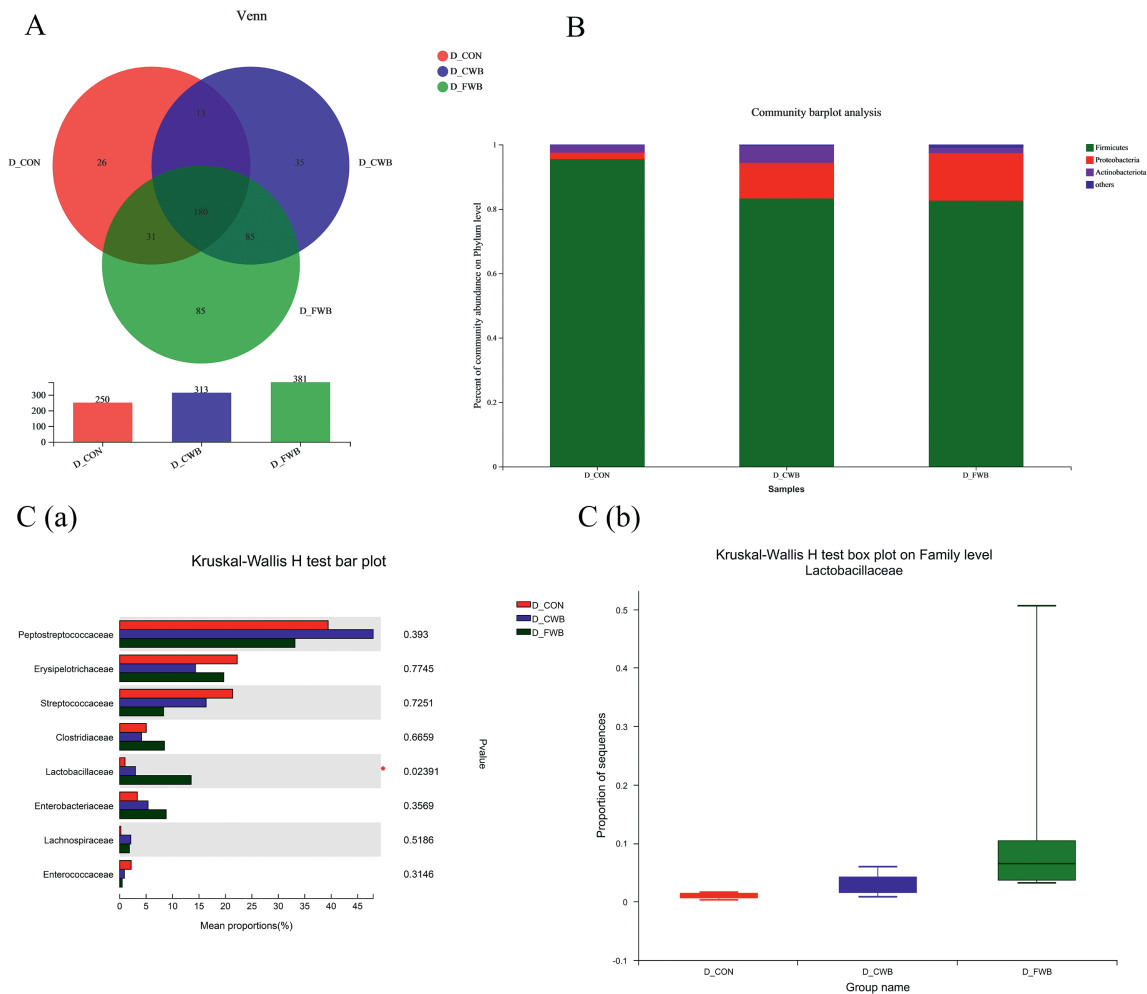 A
Venn
D_CON
D_CWB
D_FWB
D_CON
D_CWB
D_FWB
13
26
35
180
31
85
85
300
200
100
0
250
313
381
D_CON
D_CWB
D_FWB
B
Community barplot analysis
Percent of community abundance on Phylum level
1
0.8
0.6
0.4
0.2
0
D_CON
D_CWB
D_FWB
Samples
Firmicutes
Proteobacteria
Actinobacteriota
others
C (a)
Kruskal-Wallis H test bar plot
D_CON
D_CWB
D_FWB
Peptostreptococcaceae
0.393
Erysipelotrichaceae
0.7745
Streptococcaceae
0.7251
Clostridiaceae
0.6659
Lactobacillaceae
* 0.02391
Enterobacteriaceae
0.3569
Lachnospiraceae
0.5186
Enterococcaceae
0.3146
Pvalue
0 5 10 15 20 25 30 35 40 45
Mean proportions(%)
C (b)
Kruskal-Wallis H test box plot on Family level
Lactobacillaceae
Proportion of sequences
0.5
0.4
0.3
0.2
0.1
0
-0.1
D_CON
D_CWB
D_FWB
Group name